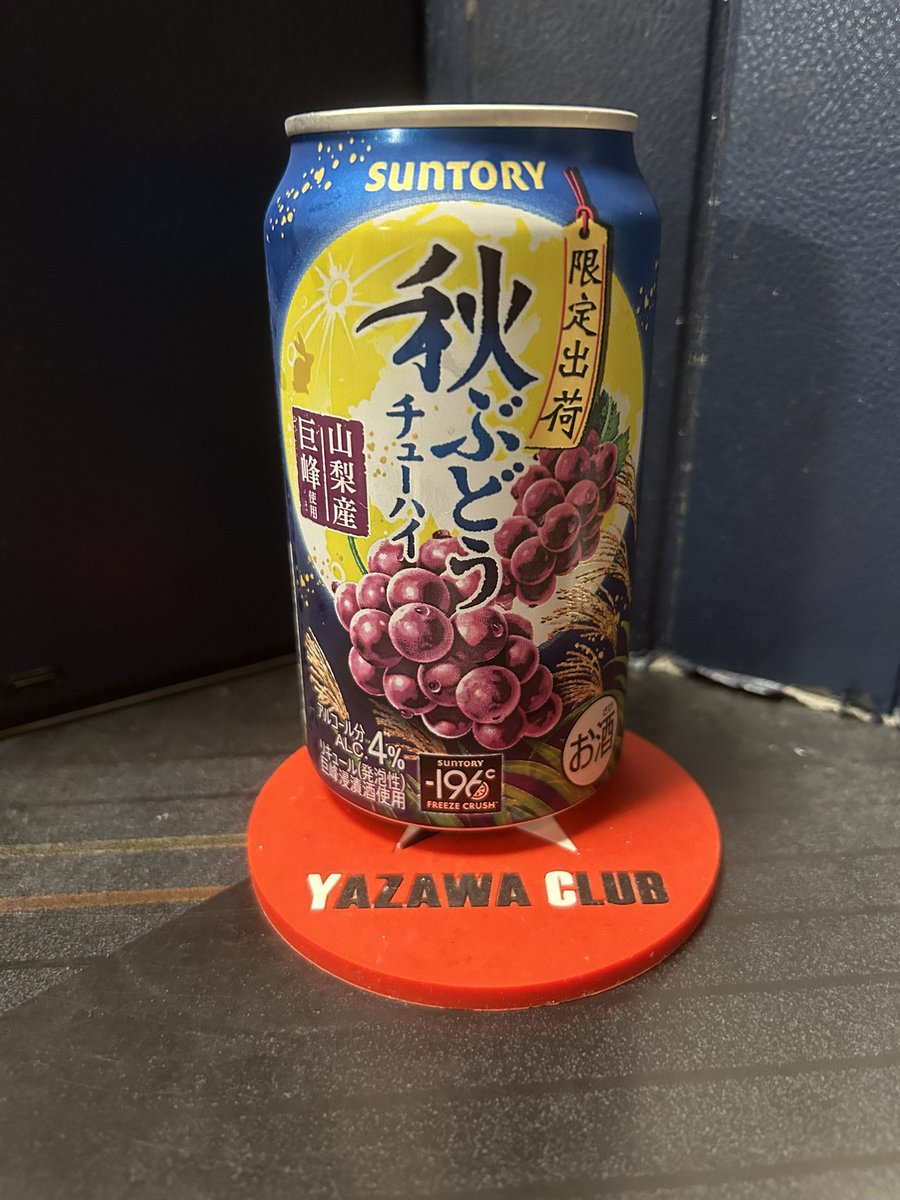 SUNTORY
限定出荷
秋ぶどう
チューハイ
山梨産
巨峰使用
アルコール分
ALC.4%
リキュール(発泡性)
巨峰浸漬酒使用
SUNTORY
-196℃
FREEZE CRUSH
お酒
YAZAWA CLUB